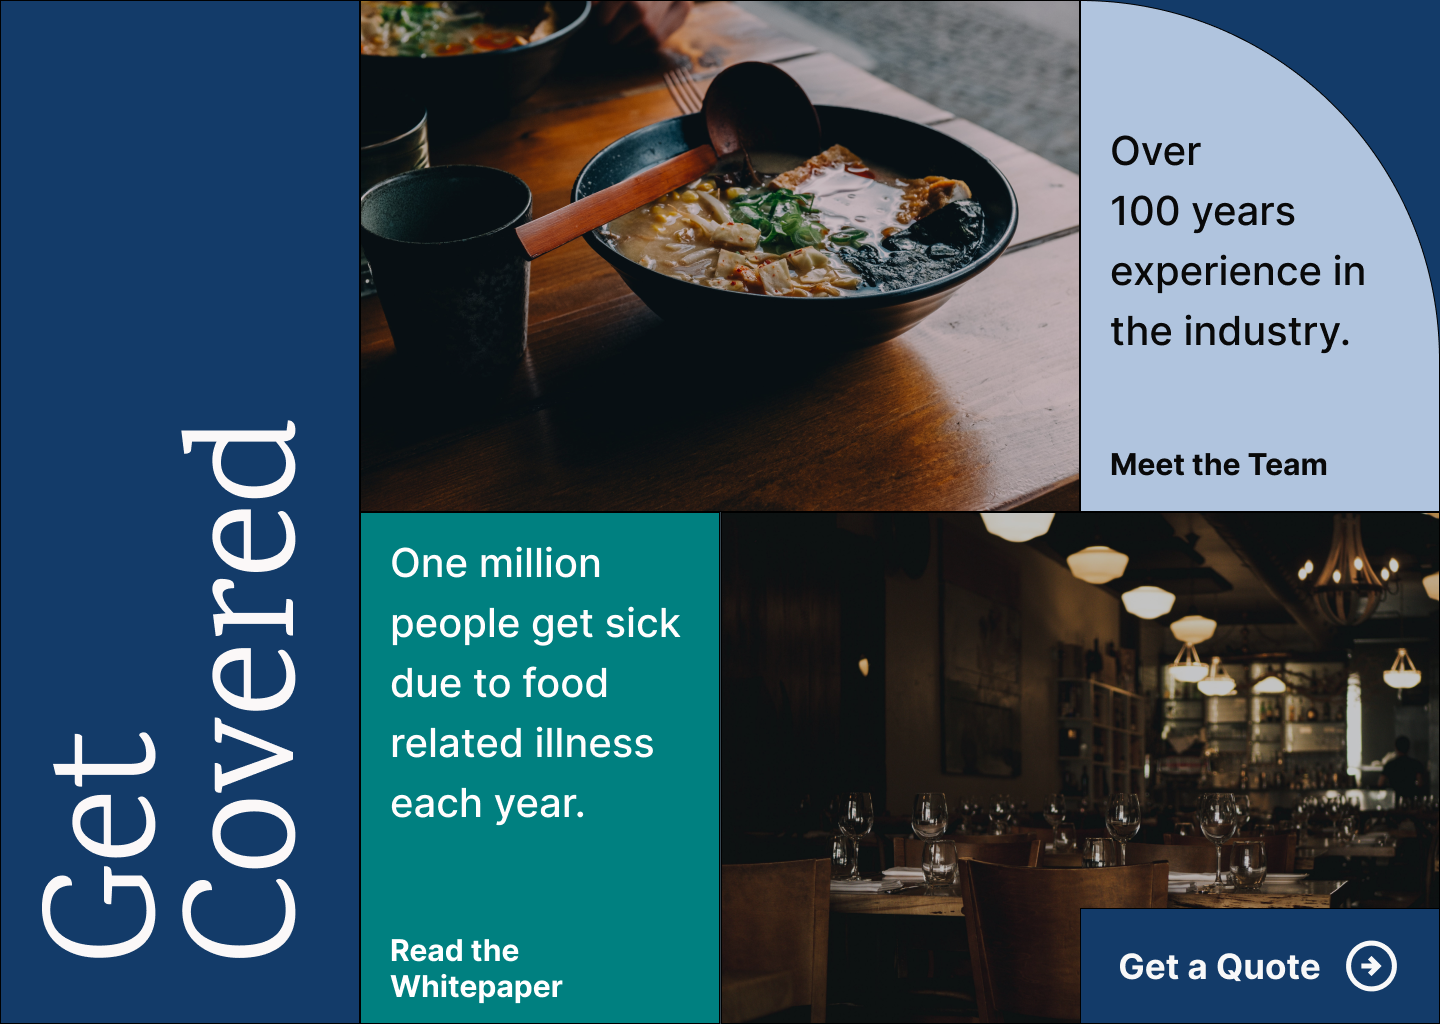 Get
Covered
Over
100 years
experience in
the industry.
Meet the Team
One million
people get sick
due to food
related illness
each year.
Read the
Whitepaper
Get a Quote